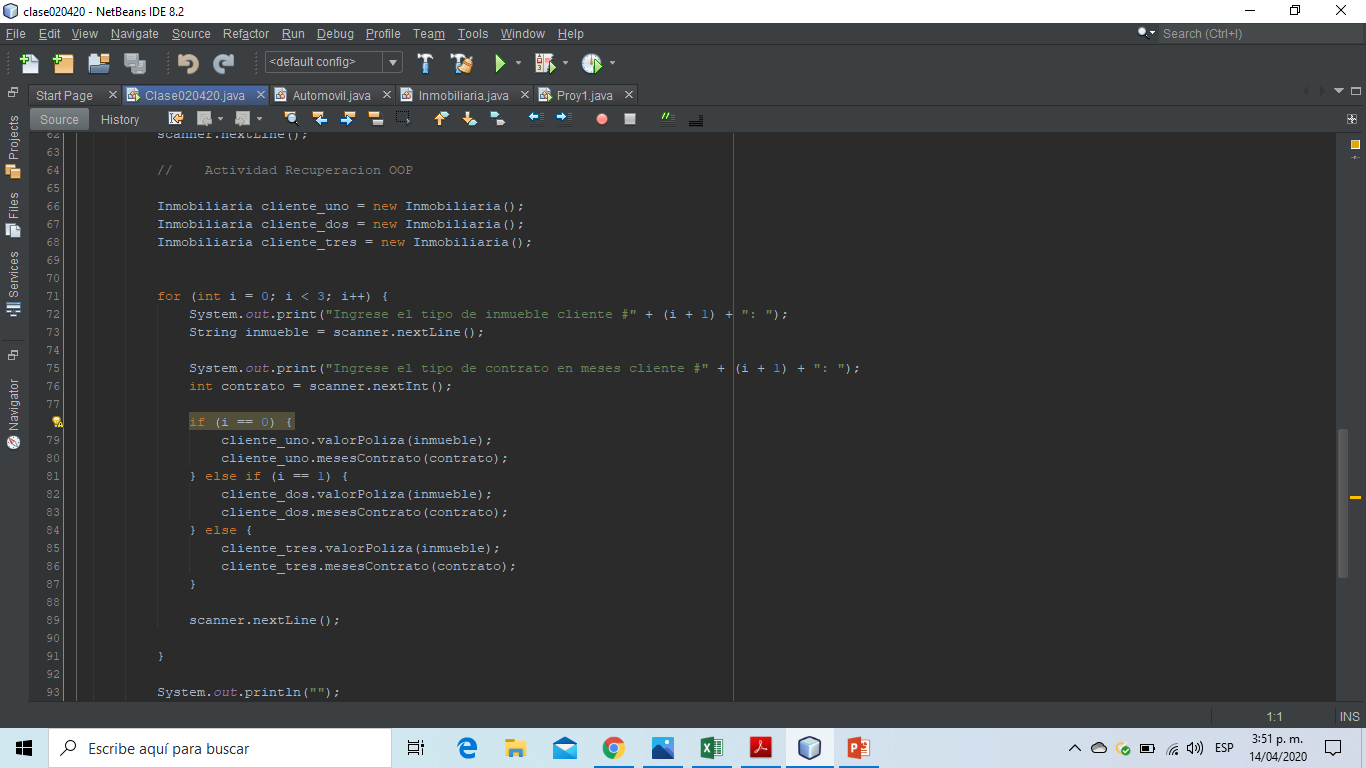 clase020420 - NetBeans IDE 8.2
File Edit View Navigate Source Refactor Run Debug Profile Team Tools Window Help
Search (Ctrl+I)
<default config>
Start Page Clase020420.java Automovil.java Inmobiliaria.java Proy1.java
Source History
Projects
Files
Services
Navigator
62 scanner.nextLine();
63
64 // Actividad Recuperacion OOP
65
66 Inmobiliaria cliente_uno = new Inmobiliaria();
67 Inmobiliaria cliente_dos = new Inmobiliaria();
68 Inmobiliaria cliente_tres = new Inmobiliaria();
69
70
71 for (int i = 0; i < 3; i++) {
72 System.out.print("Ingrese el tipo de inmueble cliente #" + (i + 1) + ": ");
73 String inmueble = scanner.nextLine();
74
75 System.out.print("Ingrese el tipo de contrato en meses cliente #" + (i + 1) + ": ");
76 int contrato = scanner.nextInt();
77
if (i == 0) {
79 cliente_uno.valorPoliza(inmueble);
80 cliente_uno.mesesContrato(contrato);
81 } else if (i == 1) {
82 cliente_dos.valorPoliza(inmueble);
83 cliente_dos.mesesContrato(contrato);
84 } else {
85 cliente_tres.valorPoliza(inmueble);
86 cliente_tres.mesesContrato(contrato);
87 }
88
89 scanner.nextLine();
90
91 }
92
93 System.out.println("");
1:1 INS
Escribe aquí para buscar
ESP
3:51 p. m.
14/04/2020